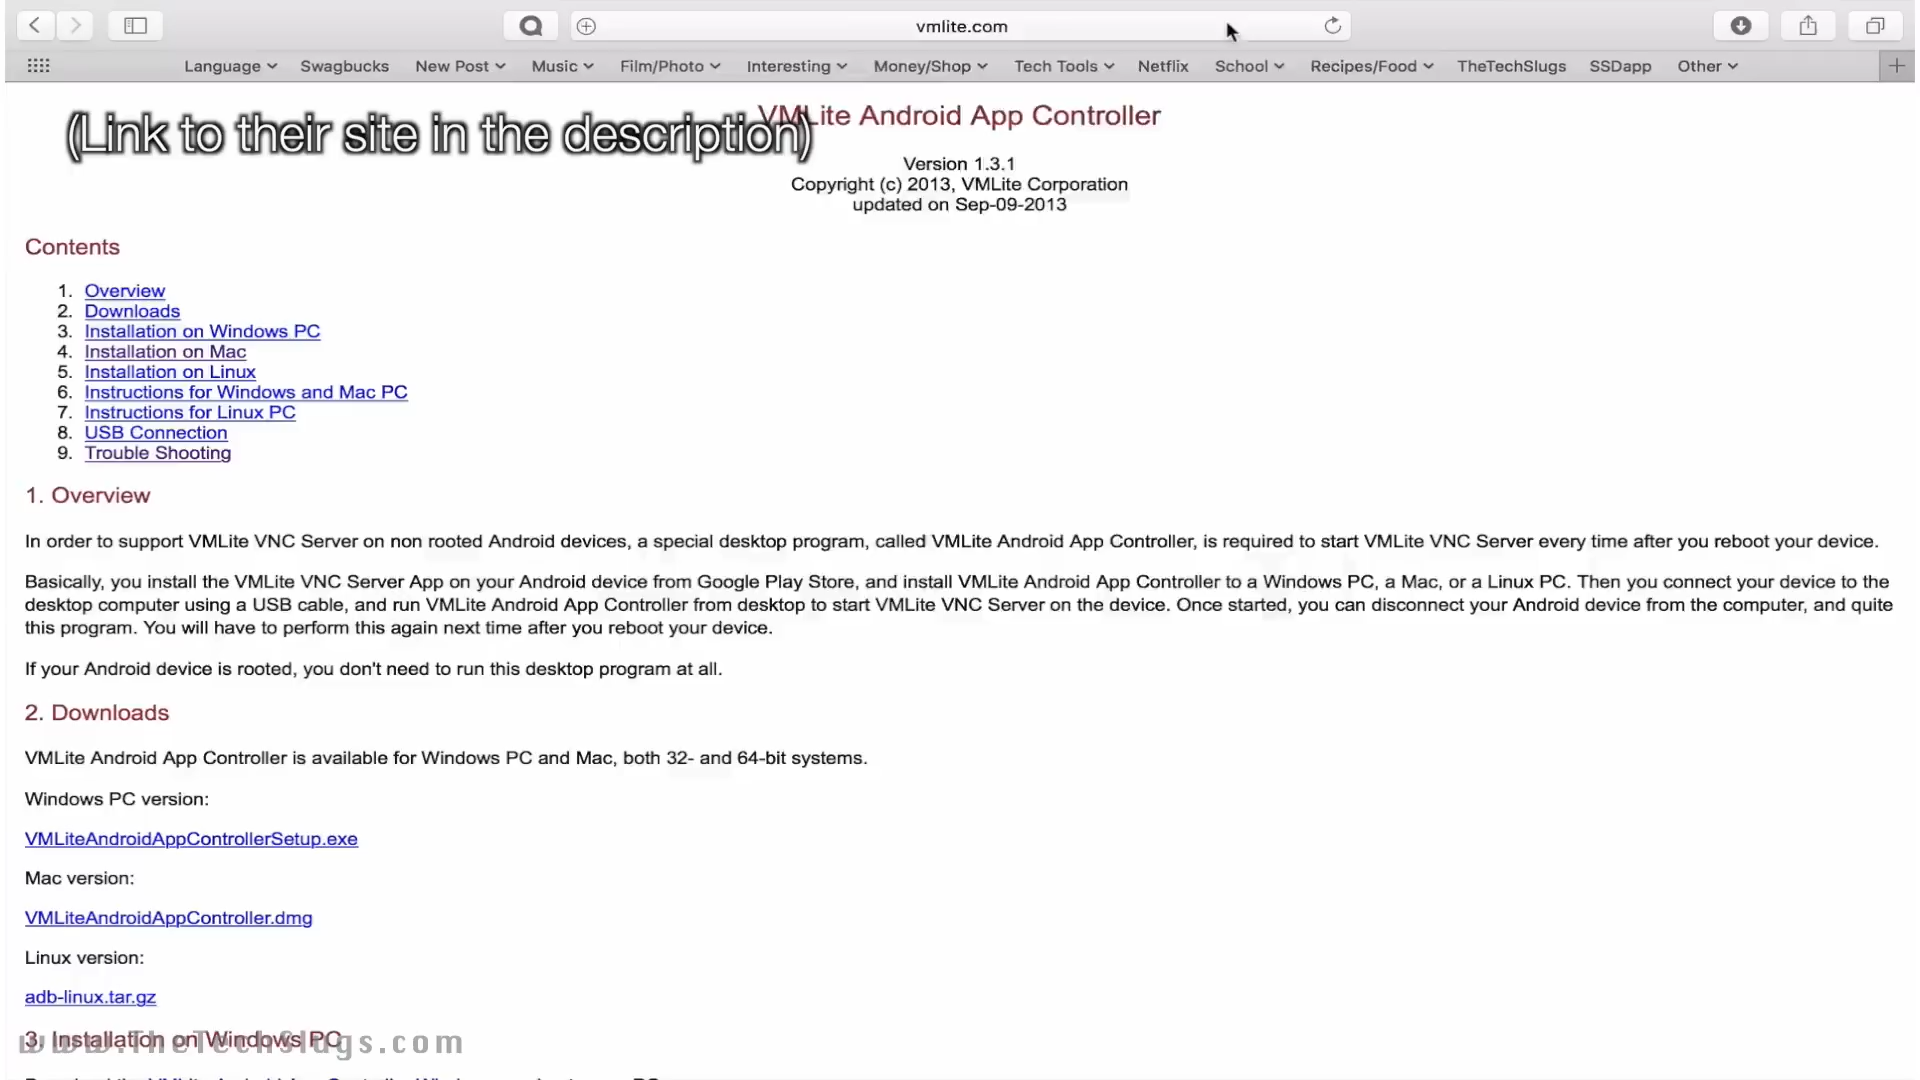 vmlite.com
Language Swagbucks New Post Music Film/Photo Interesting Money/Shop Tech Tools Netflix School Recipes/Food TheTechSlugs SSDapp Other
(Link to their site in the description)
VMLite Android App Controller
Version 1.3.1
Copyright (c) 2013, VMLite Corporation
updated on Sep-09-2013
Contents
1. Overview
2. Downloads
3. Installation on Windows PC
4. Installation on Mac
5. Installation on Linux
6. Instructions for Windows and Mac PC
7. Instructions for Linux PC
8. USB Connection
9. Trouble Shooting
1. Overview
In order to support VMLite VNC Server on non rooted Android devices, a special desktop program, called VMLite Android App Controller, is required to start VMLite VNC Server every time after you reboot your device.
Basically, you install the VMLite VNC Server App on your Android device from Google Play Store, and install VMLite Android App Controller to a Windows PC, a Mac, or a Linux PC. Then you connect your device to the
desktop computer using a USB cable, and run VMLite Android App Controller from desktop to start VMLite VNC Server on the device. Once started, you can disconnect your Android device from the computer, and quite
this program. You will have to perform this again next time after you reboot your device.
If your Android device is rooted, you don't need to run this desktop program at all.
2. Downloads
VMLite Android App Controller is available for Windows PC and Mac, both 32- and 64-bit systems.
Windows PC version:
VMLiteAndroidAppControllerSetup.exe
Mac version:
VMLiteAndroidAppController.dmg
Linux version:
adb-linux.tar.gz
3. Installation on Windows PC
www.TheTechSlugs.com